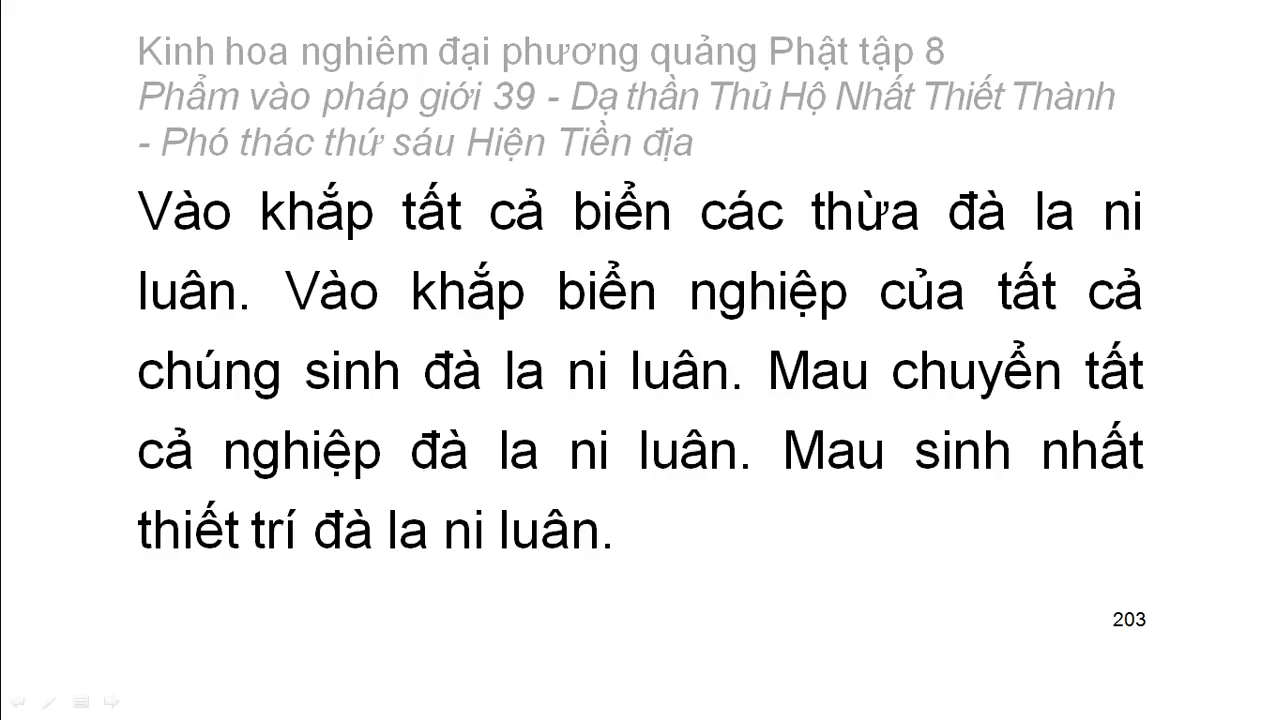 Kinh hoa nghiêm đại phương quảng Phật tập 8
Phẩm vào pháp giới 39 - Dạ thần Thủ Hộ Nhất Thiết Thành
- Phó thác thứ sáu Hiện Tiền địa
Vào khắp tất cả biển các thừa đà la ni
luân. Vào khắp biển nghiệp của tất cả
chúng sinh đà la ni luân. Mau chuyển tất
cả nghiệp đà la ni luân. Mau sinh nhất
thiết trí đà la ni luân.
203